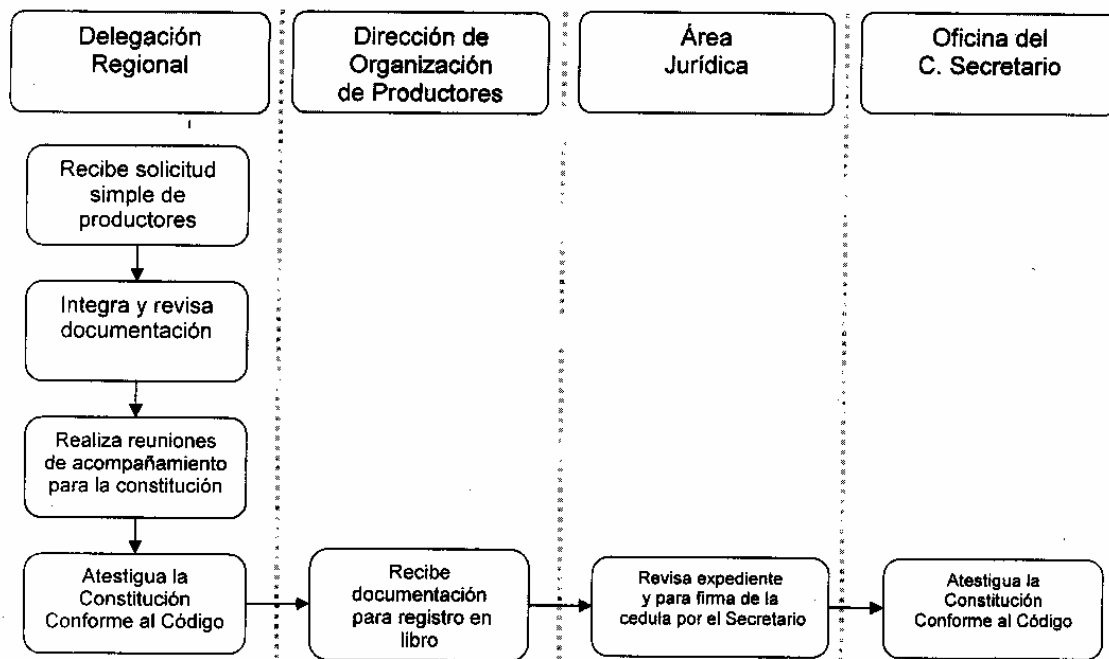 Delegación
Regional
Dirección de
Organización
de Productores
Área
Jurídica
Oficina del
C. Secretario
Recibe solicitud
simple de
productores
Integra y revisa
documentación
Realiza reuniones
de acompañamiento
para la constitución
Atestigua la
Constitución
Conforme al Código
Recibe
documentación
para registro en
libro
Revisa expediente
y para firma de la
cedula por el Secretario
Atestigua la
Constitución
Conforme al Código